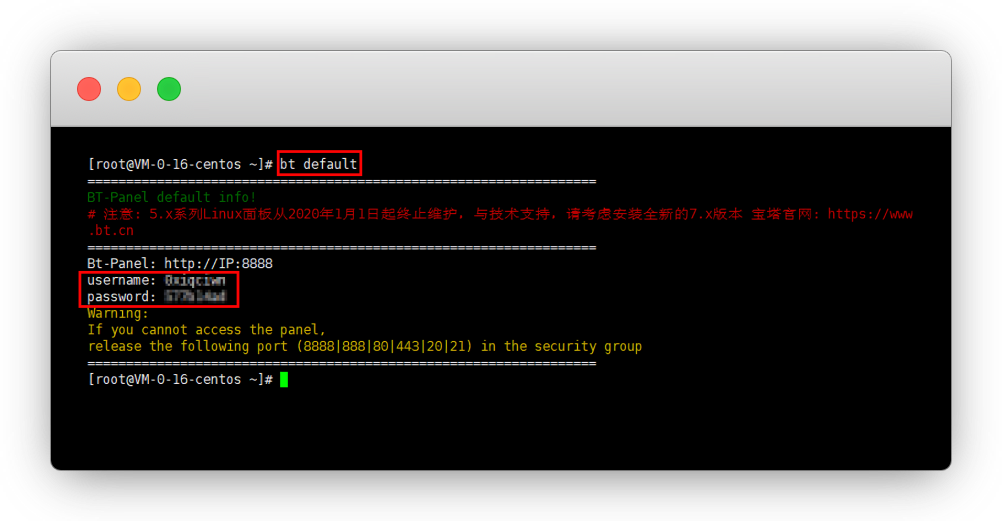 [root@VM-0-16-centos ~]# bt default
==================================================================
BT-Panel default info!
# 注意: 5.x系列Linux面板从2020年1月1日起终止维护，与技术支持，请考虑安装全新的7.x版本 宝塔官网: https://www
.bt.cn
==================================================================
Bt-Panel: http://IP:8888
username:
password:
Warning:
If you cannot access the panel,
release the following port (8888|888|80|443|20|21) in the security group
==================================================================
[root@VM-0-16-centos ~]#